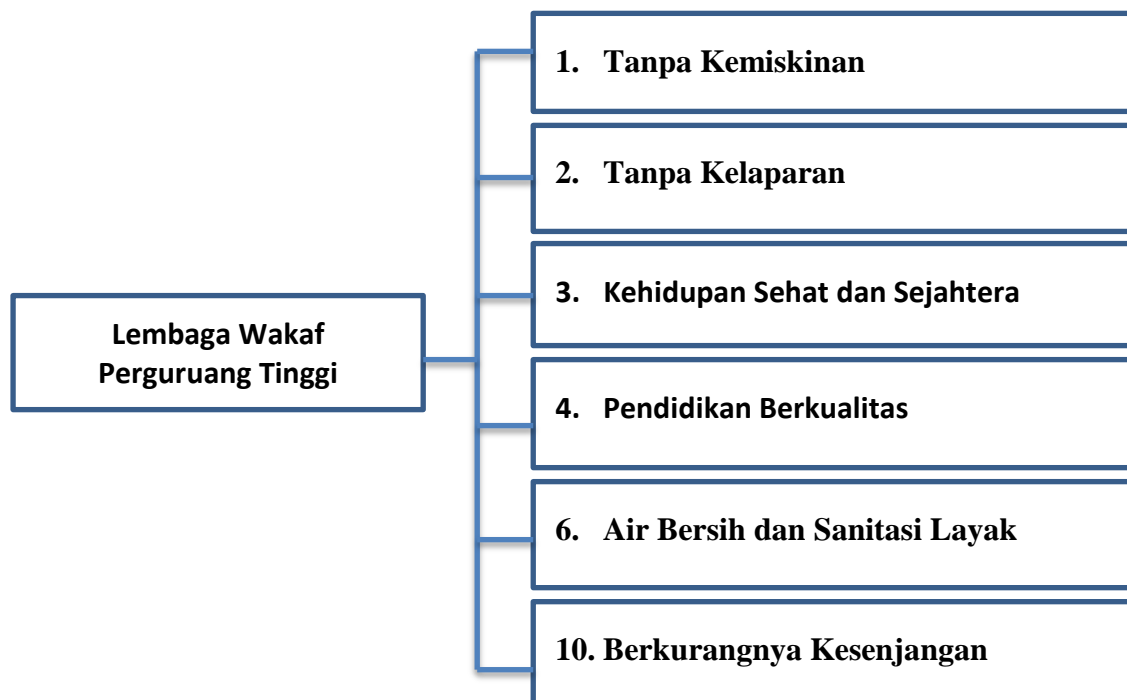 Lembaga Wakaf
Perguruang Tinggi
1. Tanpa Kemiskinan
2. Tanpa Kelaparan
3. Kehidupan Sehat dan Sejahtera
4. Pendidikan Berkualitas
6. Air Bersih dan Sanitasi Layak
10. Berkurangnya Kesenjangan